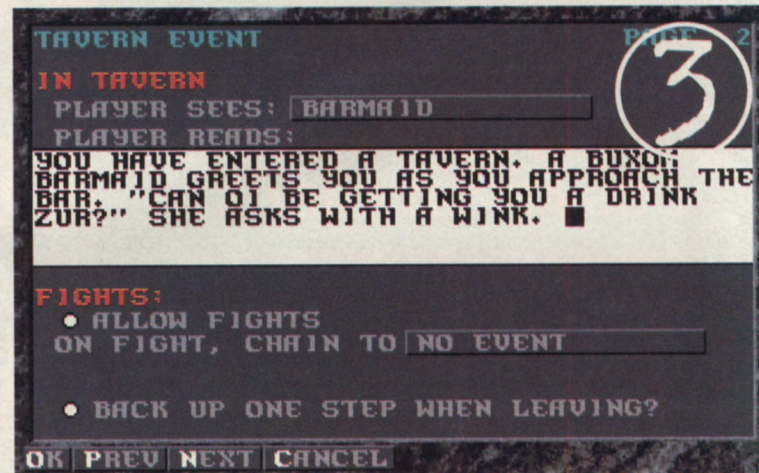 TAVERN EVENT PAGE 2
3
IN TAVERN
PLAYER SEES: BARMAID
PLAYER READS:
YOU HAVE ENTERED A TAVERN. A BUXOM
BARMAID GREETS YOU AS YOU APPROACH THE
BAR. "CAN OI BE GETTING YOU A DRINK
ZUR?" SHE ASKS WITH A WINK.
FIGHTS:
ALLOW FIGHTS
ON FIGHT, CHAIN TO NO EVENT
BACK UP ONE STEP WHEN LEAVING?
OK PREV NEXT CANCEL